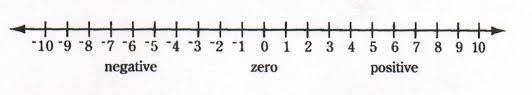 ⁻10 ⁻9 ⁻8 ⁻7 ⁻6 ⁻5 ⁻4 ⁻3 ⁻2 ⁻1 0 1 2 3 4 5 6 7 8 9 10
negative zero positive